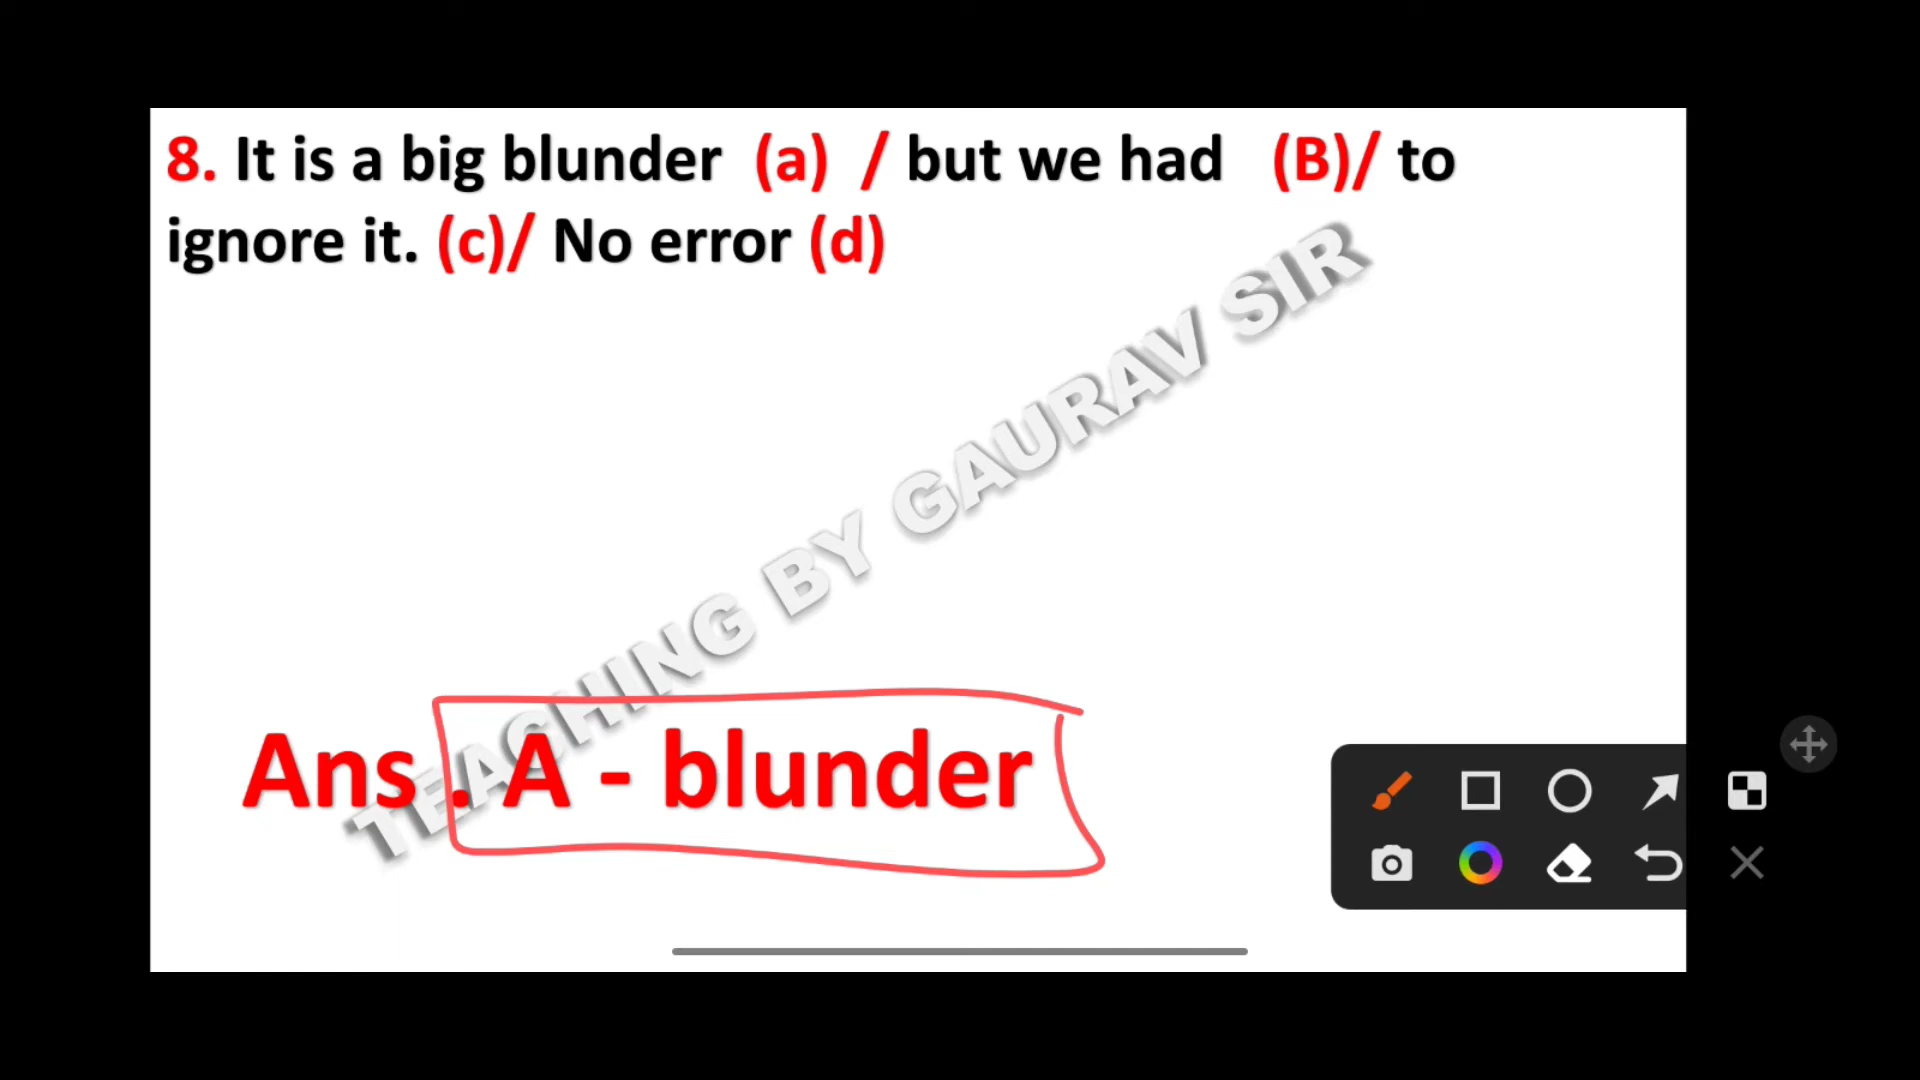 8. It is a big blunder (a) / but we had (B)/ to
ignore it. (c)/ No error (d)
TEACHING BY GAURAV SIR
Ans . A - blunder